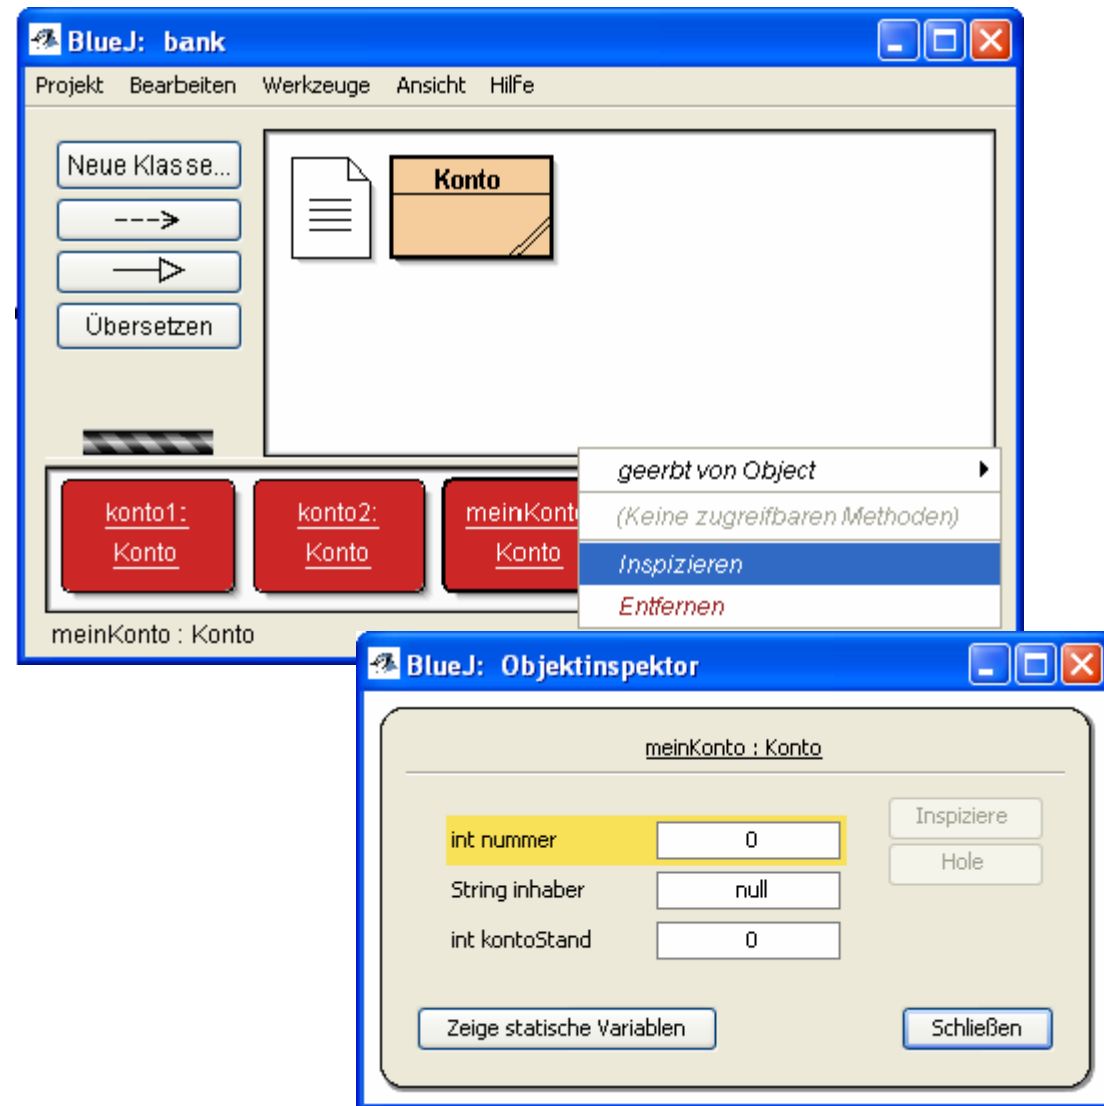 BlueJ: bank
Projekt Bearbeiten Werkzeuge Ansicht Hilfe
Neue Klasse...
Konto
Übersetzen
konto1:
Konto
konto2:
Konto
meinKont
Konto
geerbt von Object
(Keine zugreifbaren Methoden)
Inspizieren
Entfernen
meinKonto : Konto
BlueJ: Objektinspektor
meinKonto : Konto
int nummer 0
String inhaber null
int kontoStand 0
Inspiziere
Hole
Zeige statische Variablen
Schließen